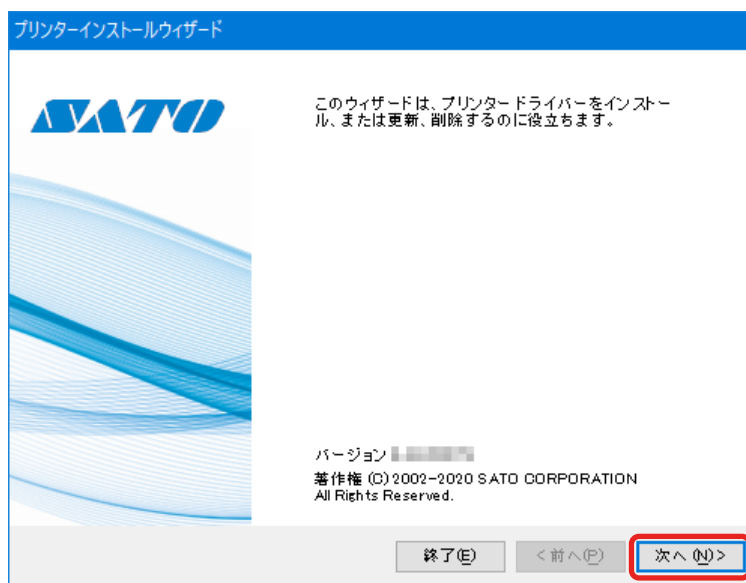 プリンターインストールウィザード
SATO
このウィザードは、プリンター ドライバーをインストー
ル、または更新、削除するのに役立ちます。
バージョン
著作権 (C)2002-2020 SATO CORPORATION
All Rights Reserved.
終了(E)
<前へ(P)
次へ(N)>